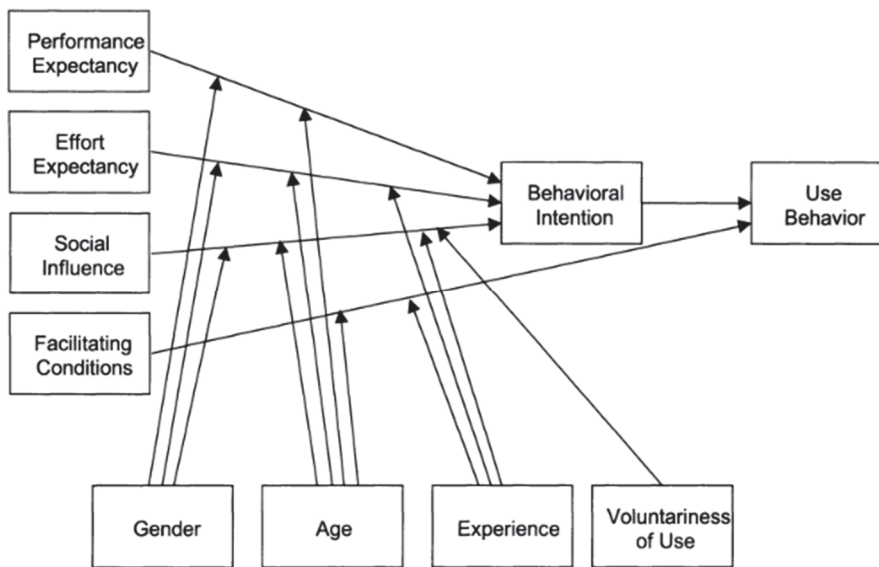 Performance
Expectancy
Effort
Expectancy
Social
Influence
Facilitating
Conditions
Behavioral
Intention
Use
Behavior
Gender
Age
Experience
Voluntariness
of Use